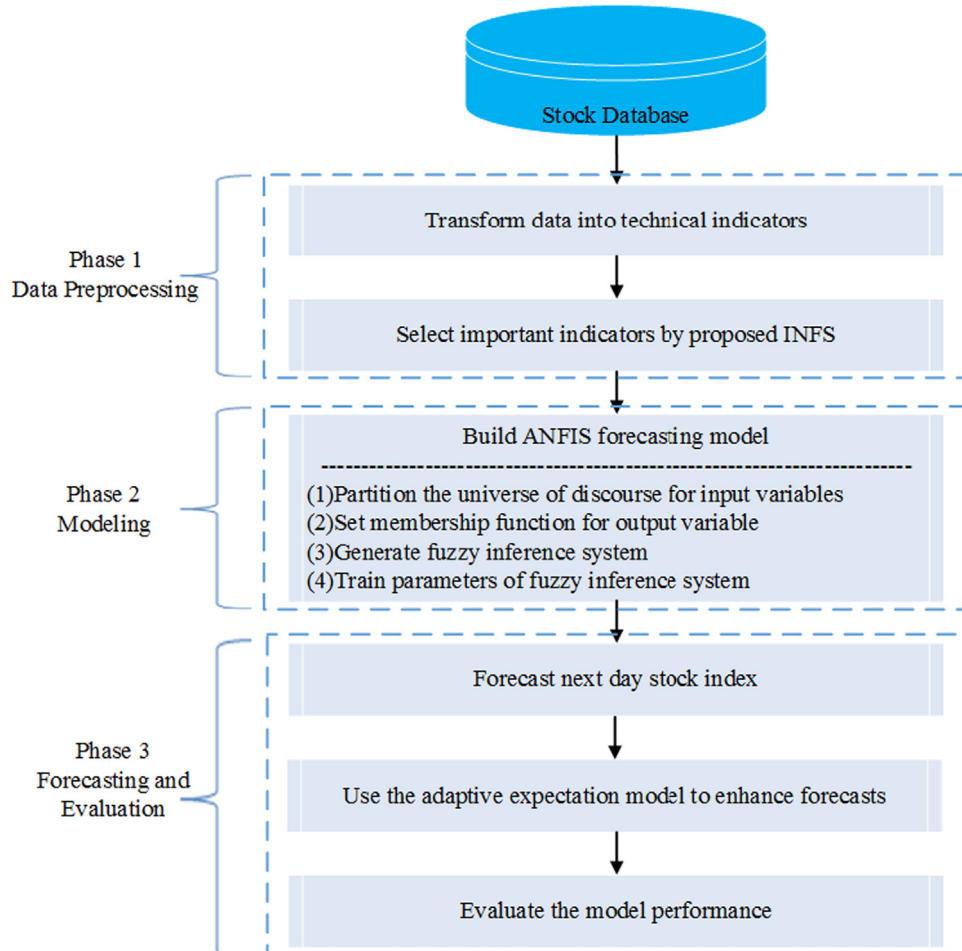 Stock Database
Transform data into technical indicators
Phase 1
Data Preprocessing
Select important indicators by proposed INFS
Build ANFIS forecasting model
Phase 2
Modeling
(1)Partition the universe of discourse for input variables
(2)Set membership function for output variable
(3)Generate fuzzy inference system
(4)Train parameters of fuzzy inference system
Forecast next day stock index
Phase 3
Forecasting and
Evaluation
Use the adaptive expectation model to enhance forecasts
Evaluate the model performance